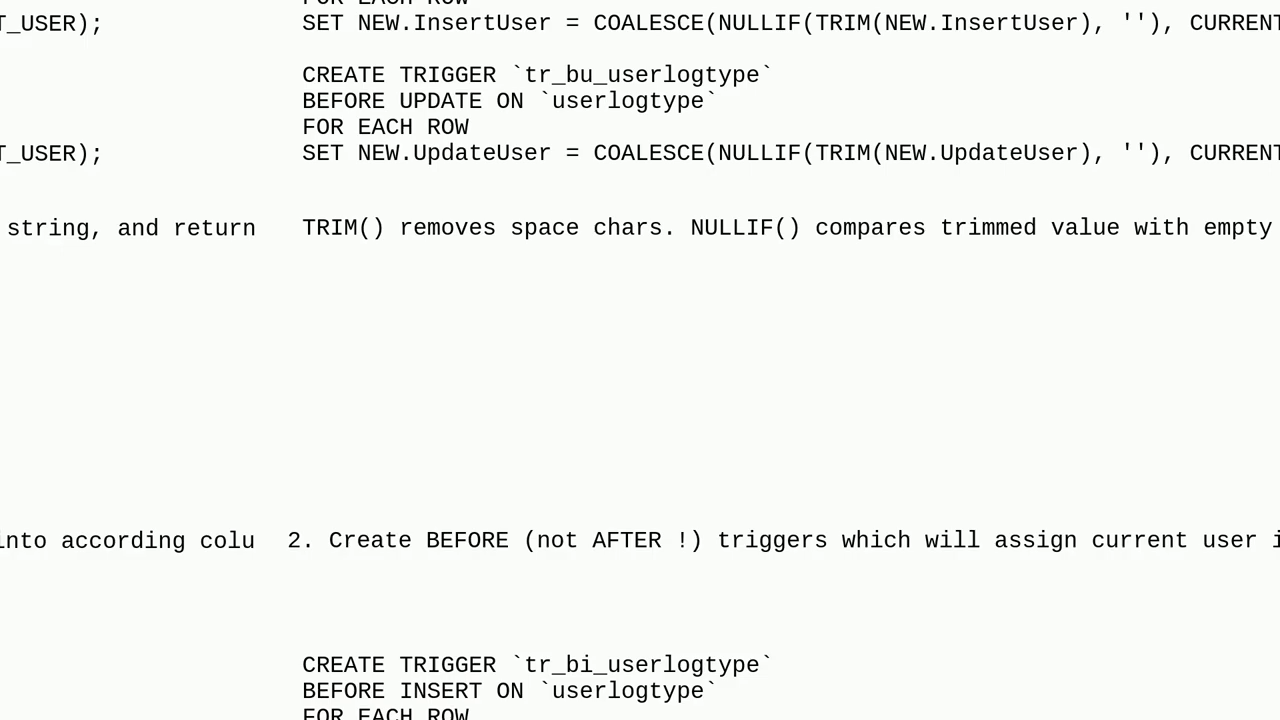 FOR EACH ROW
T_USER); SET NEW.InsertUser = COALESCE(NULLIF(TRIM(NEW.InsertUser), ''), CURRENT
CREATE TRIGGER `tr_bu_userlogtype`
BEFORE UPDATE ON `userlogtype`
FOR EACH ROW
T_USER); SET NEW.UpdateUser = COALESCE(NULLIF(TRIM(NEW.UpdateUser), ''), CURRENT
string, and return TRIM() removes space chars. NULLIF() compares trimmed value with empty
into according colu 2. Create BEFORE (not AFTER !) triggers which will assign current user i
CREATE TRIGGER `tr_bi_userlogtype`
BEFORE INSERT ON `userlogtype`
FOR EACH ROW